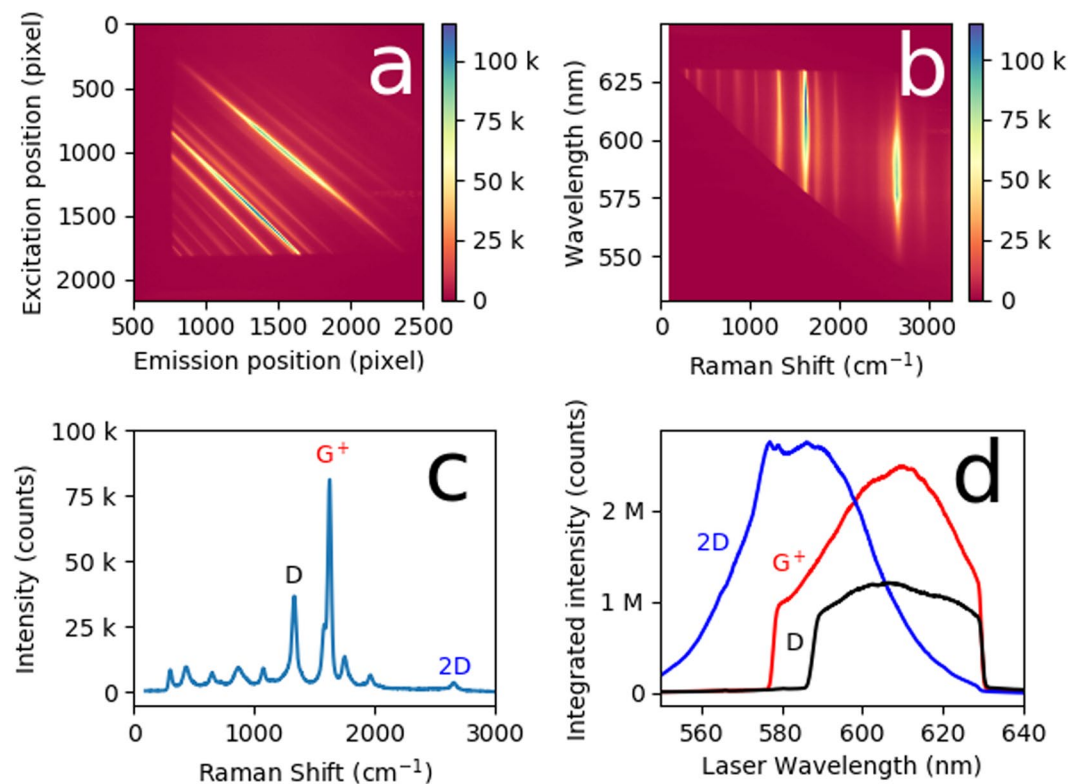 a
Excitation position (pixel)
0
500
1000
1500
2000
500 1000 1500 2000 2500
Emission position (pixel)
100 k
75 k
50 k
25 k
0
b
Wavelength (nm)
625
600
575
550
0 1000 2000 3000
Raman Shift (cm⁻¹)
100 k
75 k
50 k
25 k
0
c
Intensity (counts)
100 k
75 k
50 k
25 k
0
G⁺
D
2D
0 1000 2000 3000
Raman Shift (cm⁻¹)
d
Integrated intensity (counts)
2 M
1 M
0
2D
G⁺
D
560 580 600 620 640
Laser Wavelength (nm)